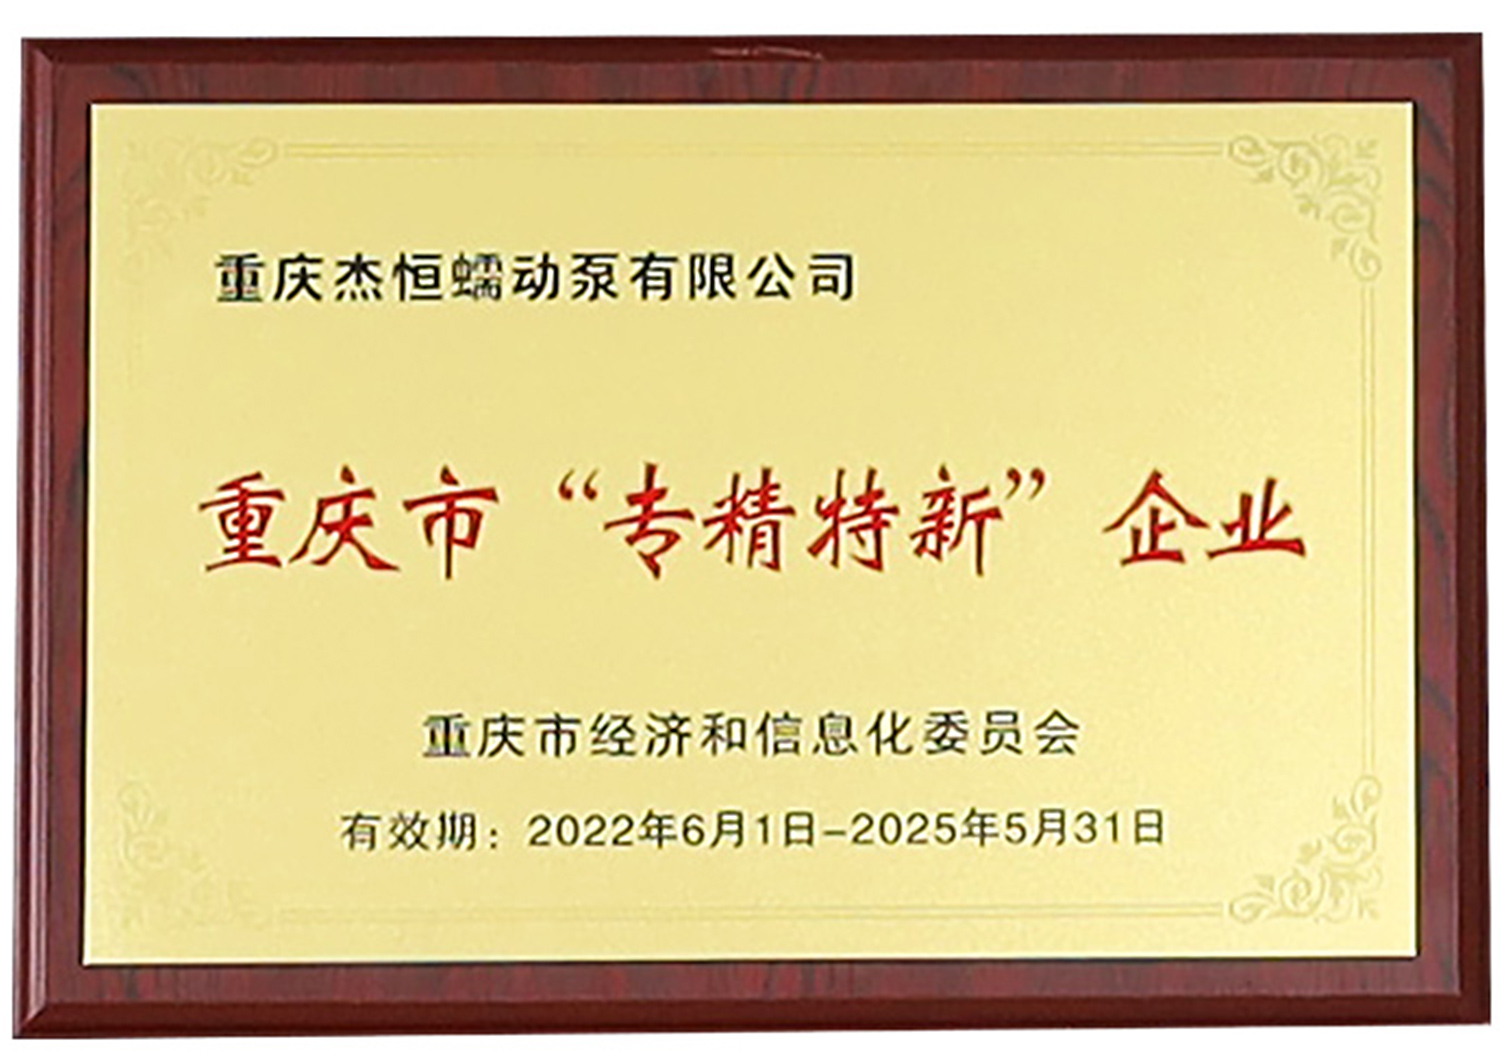 重庆杰恒蠕动泵有限公司
重庆市“专精特新”企业
重庆市经济和信息化委员会
有效期：2022年6月1日-2025年5月31日